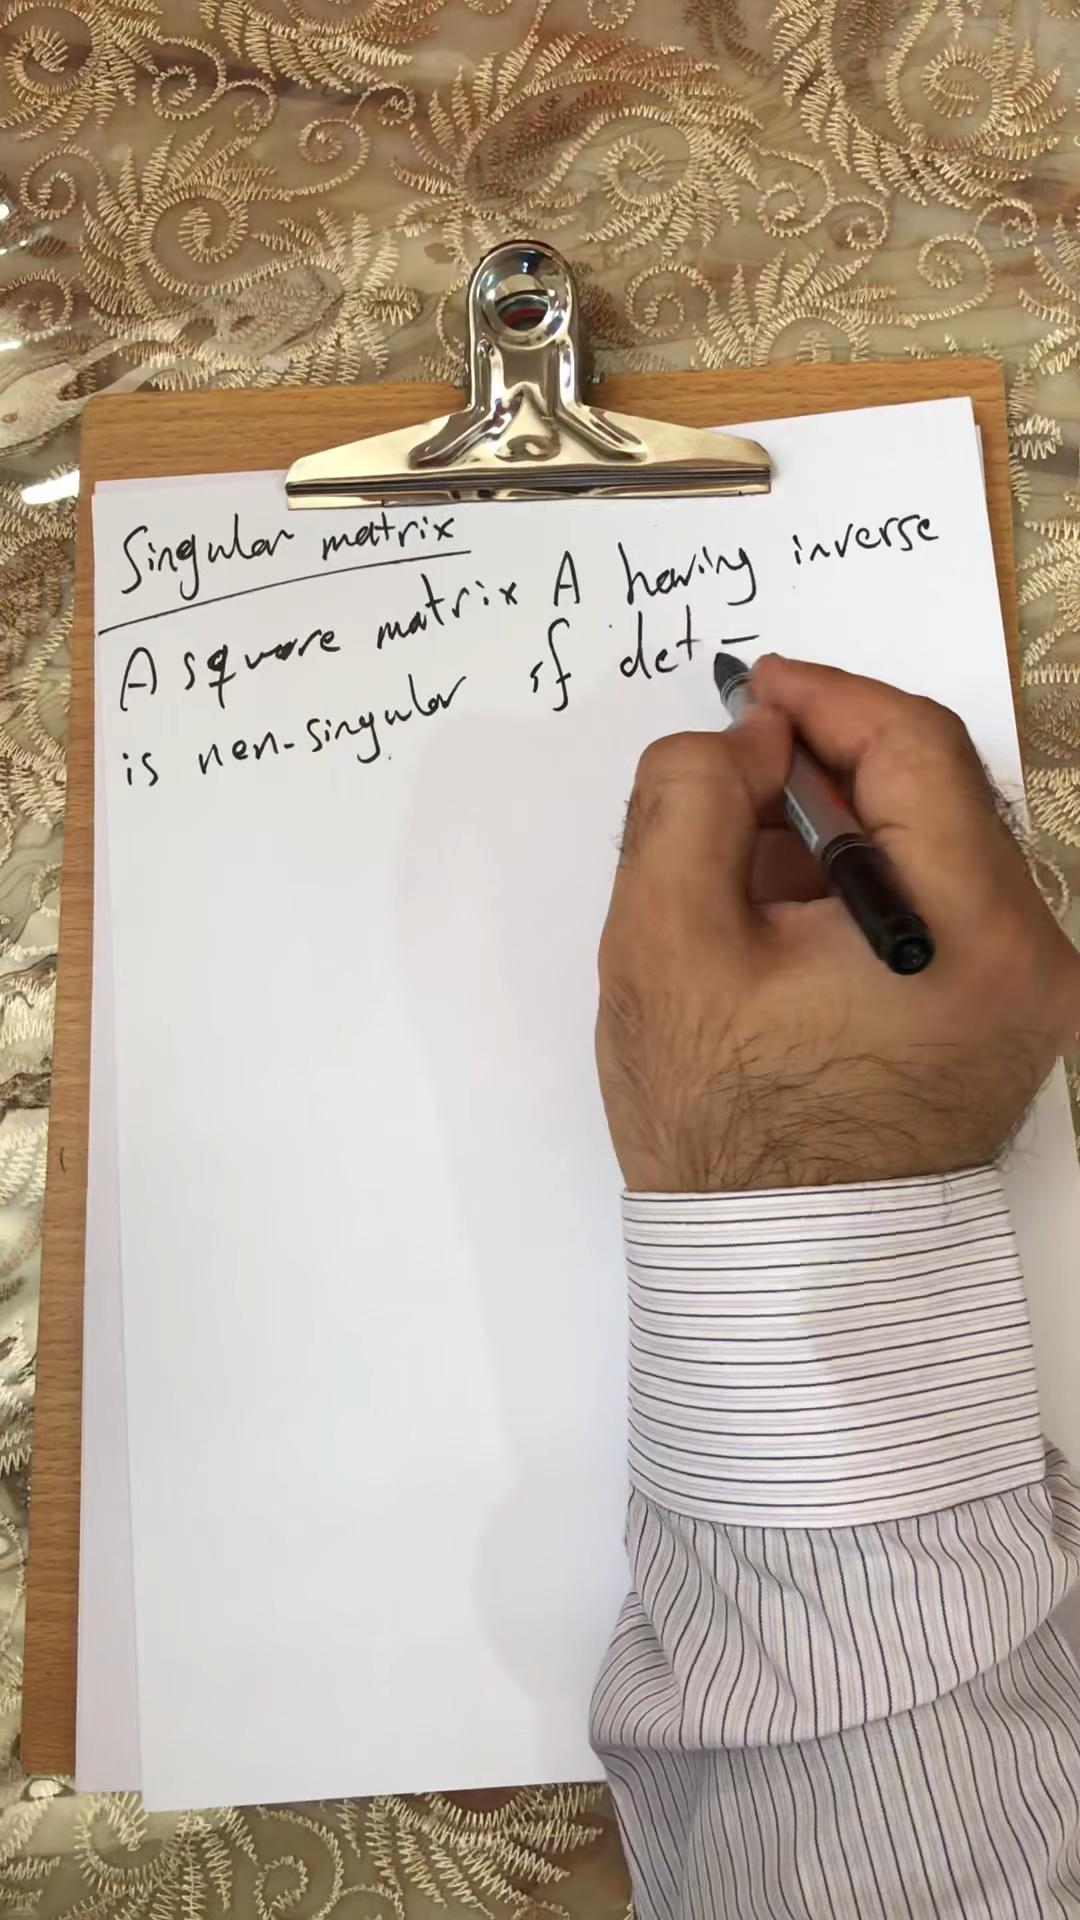 Singular matrix
A square matrix A having inverse
is non-singular if det =